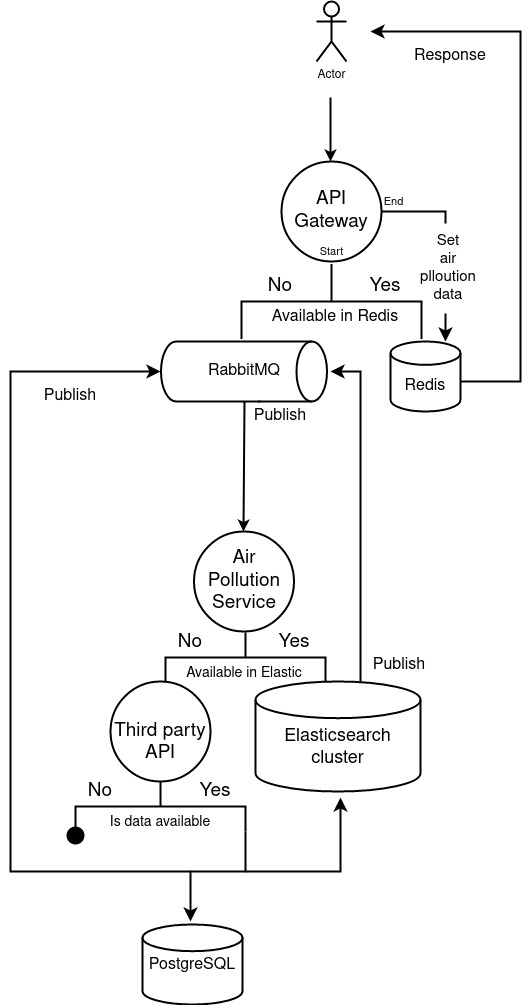 Response
Actor
API
Gateway
End
Start
Set
air
plloution
data
No
Yes
Available in Redis
RabbitMQ
Redis
Publish
Publish
Air
Pollution
Service
No
Yes
Available in Elastic
Publish
Third party
API
Elasticsearch
cluster
No
Yes
Is data available
PostgreSQL